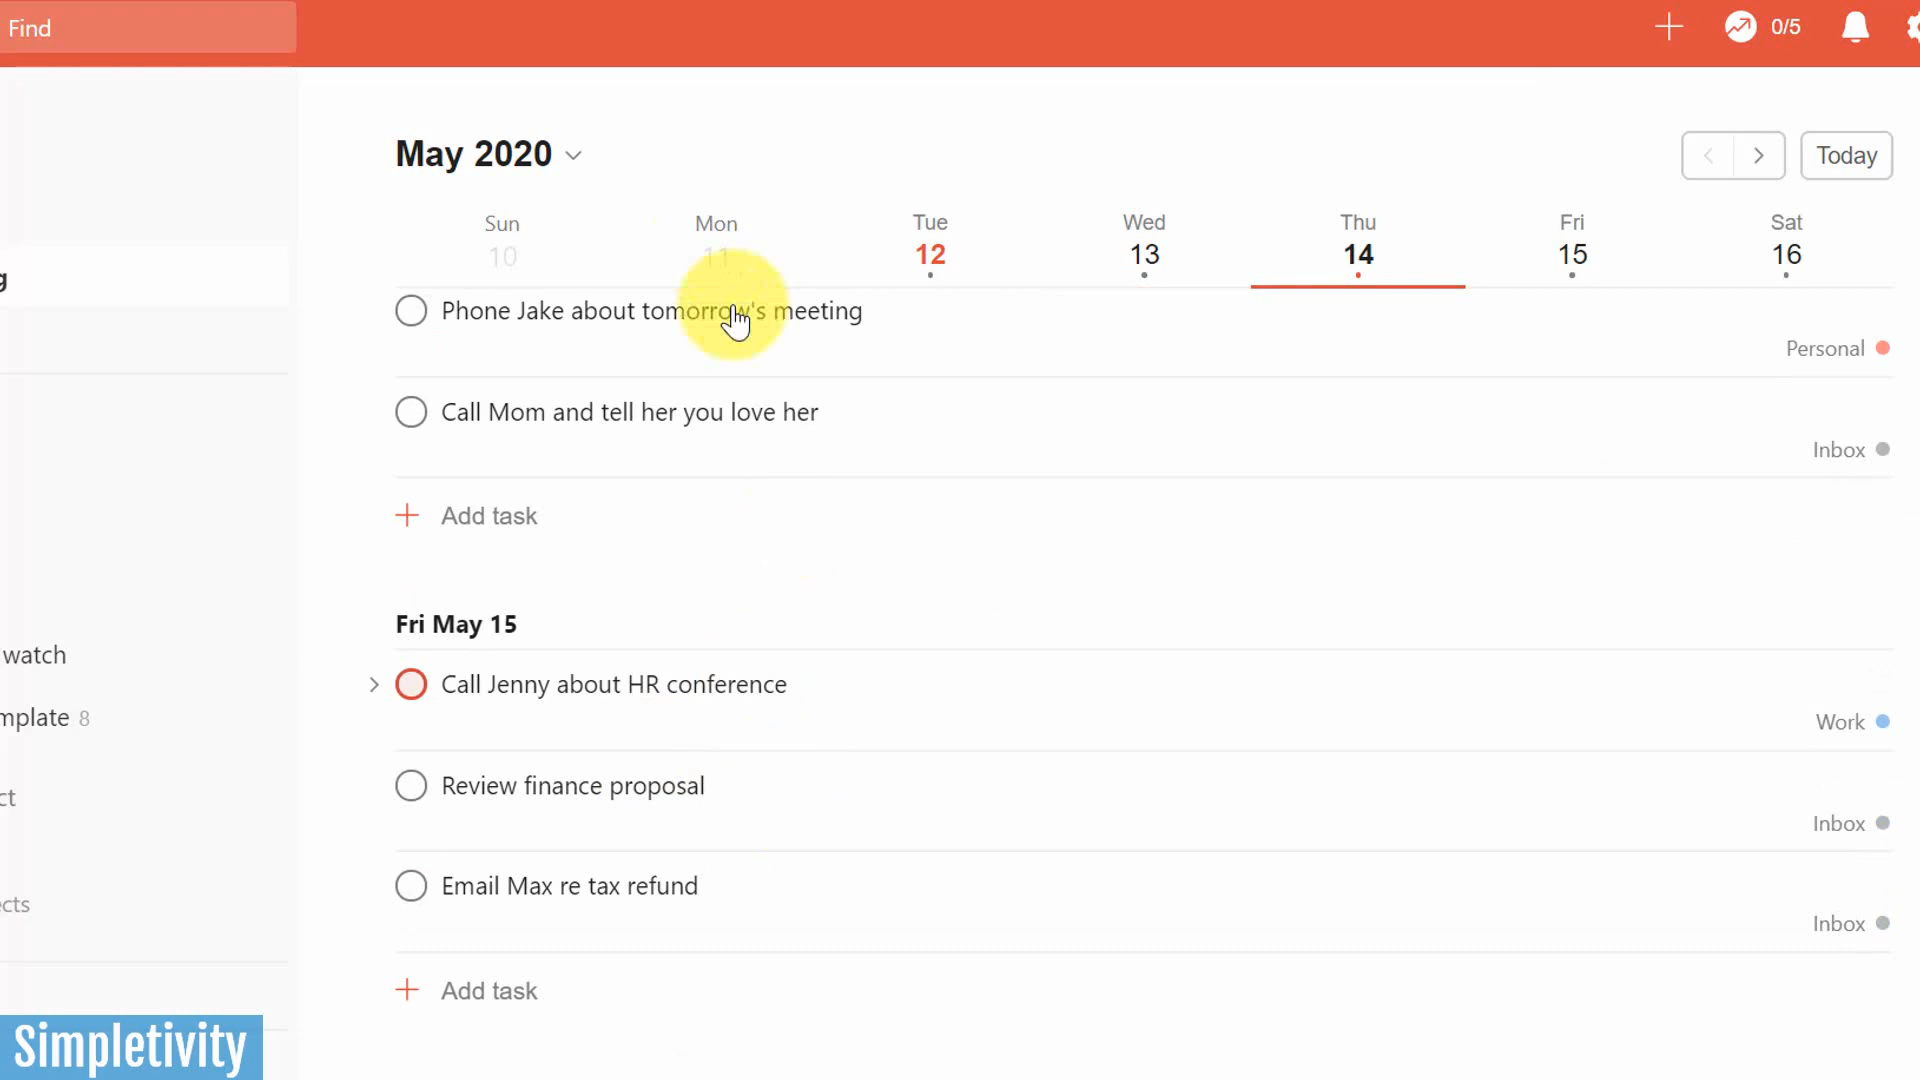 Find
0/5
May 2020
Today
Sun Mon Tue Wed Thu Fri Sat
10 11 12 13 14 15 16
Phone Jake about tomorrow's meeting
Personal
Call Mom and tell her you love her
Inbox
Add task
Fri May 15
watch
Call Jenny about HR conference
mplate 8
Work
Review finance proposal
ct
Inbox
Email Max re tax refund
ects
Inbox
Add task
Simpletivity